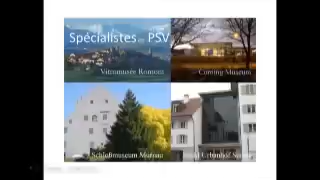 Spécialistes PSV
Vitromusée Romont
Corning Museum
Schloßmuseum Murnau